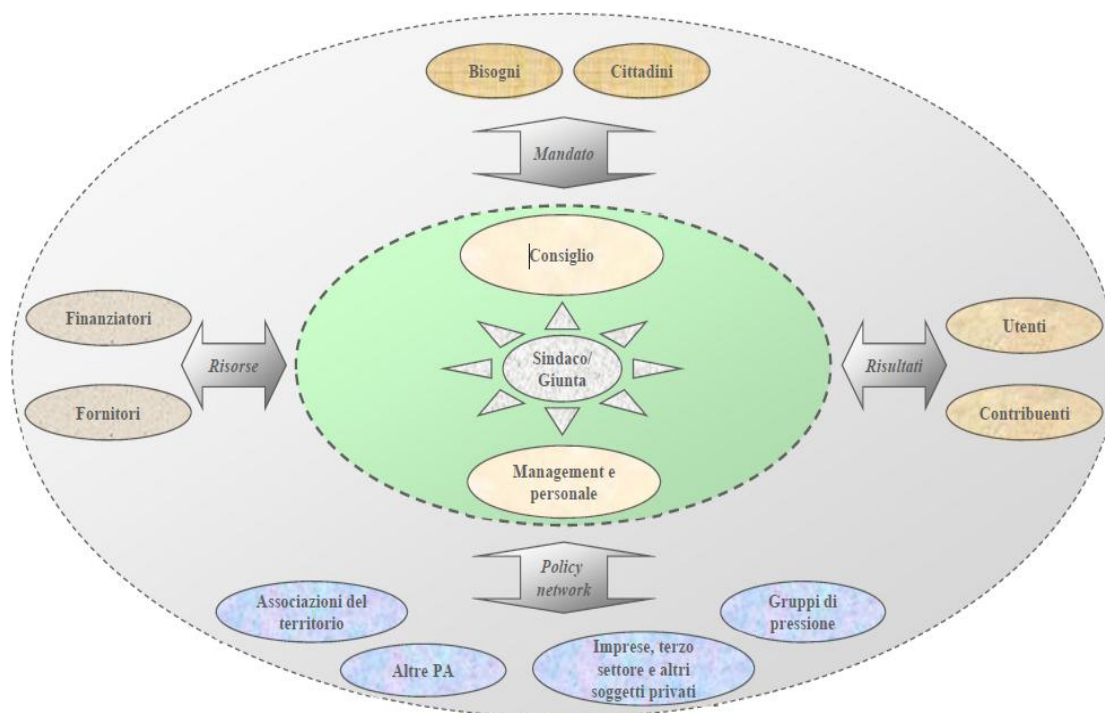 Bisogni
Cittadini
Mandato
Consiglio
Finanziatori
Risorse
Fornitori
Sindaco/
Giunta
Utenti
Risultati
Contribuenti
Management e
personale
Policy
network
Associazioni del
territorio
Altre PA
Imprese, terzo
settore e altri
soggetti privati
Gruppi di
pressione